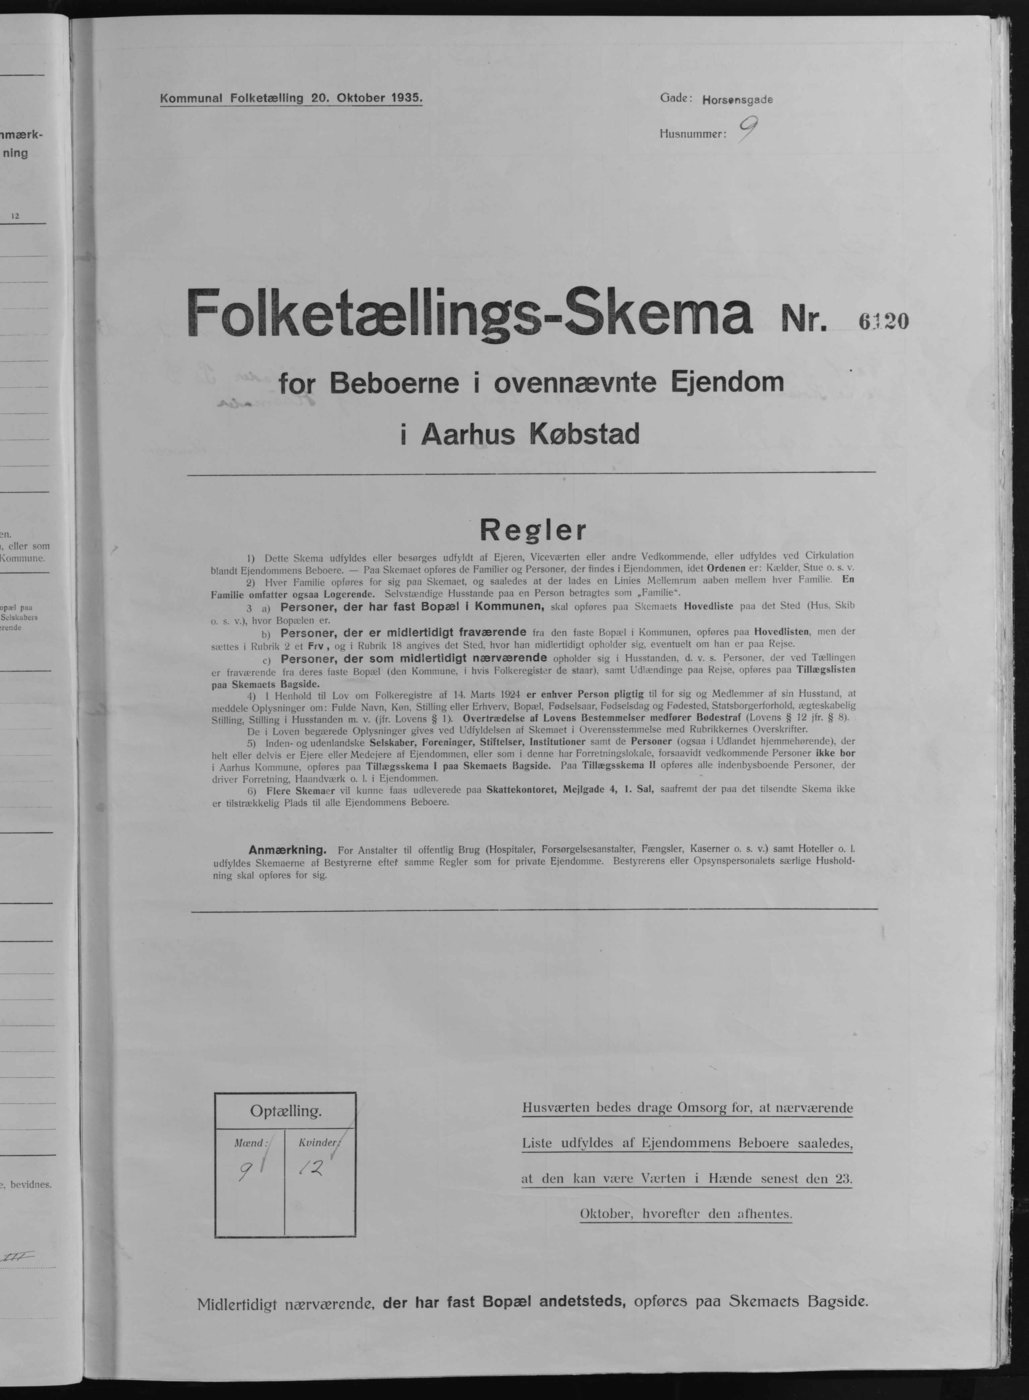 Kommunal Folketælling 20. Oktober 1935.
Gade: Horsensgade
Husnummer: 9
Folketællings-Skema Nr. 6120
for Beboerne i ovennævnte Ejendom
i Aarhus Købstad
Regler
1) Dette Skema udfyldes eller besørges udfyldt af Ejeren, Viceværten eller andre Vedkommende, eller udfyldes ved Cirkulation
blandt Ejendommens Beboere. — Paa Skemaet opføres de Familier og Personer, der findes i Ejendommen, idet Ordenen er: Kælder, Stue o. s. v.
2) Hver Familie opføres for sig paa Skemaet, og saaledes at der lades en Linies Mellemrum aaben mellem hver Familie. En
Familie omfatter ogsaa Logerende. Selvstændige Husstande paa en Person betragtes som „Familie“.
3 a) Personer, der har fast Bopæl i Kommunen, skal opføres paa Skemaets Hovedliste paa det Sted (Hus, Skib
o. s. v.), hvor Bopælen er.
b) Personer, der er midlertidigt fraværende fra den faste Bopæl i Kommunen, opføres paa Hovedlisten, men der
sættes i Rubrik 2 et Frv, og i Rubrik 18 angives det Sted, hvor han midlertidigt opholder sig, eventuelt om han er paa Rejse.
c) Personer, der som midlertidigt nærværende opholder sig i Husstanden, d. v. s. Personer, der ved Tællingen
er fraværende fra deres faste Bopæl (den Kommune, i hvis Folkeregister de staar), samt Udlændinge paa Rejse, opføres paa Tillægslisten
paa Skemaets Bagside.
4) I Henhold til Lov om Folkeregistre af 14. Marts 1924 er enhver Person pligtig til for sig og Medlemmer af sin Husstand, at
meddele Oplysninger om: Fulde Navn, Køn, Stilling eller Erhverv, Bopæl, Fødselsaar, Fødselsdag og Fødested, Statsborgerforhold, ægteskabelig
Stilling, Stilling i Husstanden m. v. (jfr. Lovens § 1). Overtrædelse af Lovens Bestemmelser medfører Bødestraf (Lovens § 12 jfr. § 8).
De i Loven begærede Oplysninger gives ved Udfyldelsen af Skemaet i Overensstemmelse med Rubrikkernes Overskrifter.
5) Inden- og udenlandske Selskaber, Foreninger, Stiftelser, Institutioner samt de Personer (ogsaa i Udlandet hjemmehørende), der
helt eller delvis er Ejere eller Medejere af Ejendommen, eller som i denne har Forretningslokale, forsaavidt vedkommende Personer ikke bor
i Aarhus Kommune, opføres paa Tillægsskema I paa Skemaets Bagside. Paa Tillægsskema II opføres alle indenbysboende Personer, der
driver Forretning, Haandværk o. l. i Ejendommen.
6) Flere Skemaer vil kunne faas udleverede paa Skattekontoret, Mejlgade 4, 1. Sal, saafremt der paa det tilsendte Skema ikke
er tilstrækkelig Plads til alle Ejendommens Beboere.
Anmærkning. For Anstalter til offentlig Brug (Hospitaler, Forsørgelsesanstalter, Fængsler, Kaserner o. s. v.) samt Hoteller o. l.
udfyldes Skemaerne af Bestyrerne efter samme Regler som for private Ejendomme. Bestyrerens eller Opsynspersonalets særlige Hushold-
ning skal opføres for sig.
Optælling.
Mænd: Kvinder:
9 12
Husværten bedes drage Omsorg for, at nærværende
Liste udfyldes af Ejendommens Beboere saaledes,
at den kan være Værten i Hænde senest den 23.
Oktober, hvorefter den afhentes.
Midlertidigt nærværende, der har fast Bopæl andetsteds, opføres paa Skemaets Bagside.
nmærk-
ning
12
en.
, eller som
Kommune.
opæl paa
Selskabers
rende
e, bevidnes.